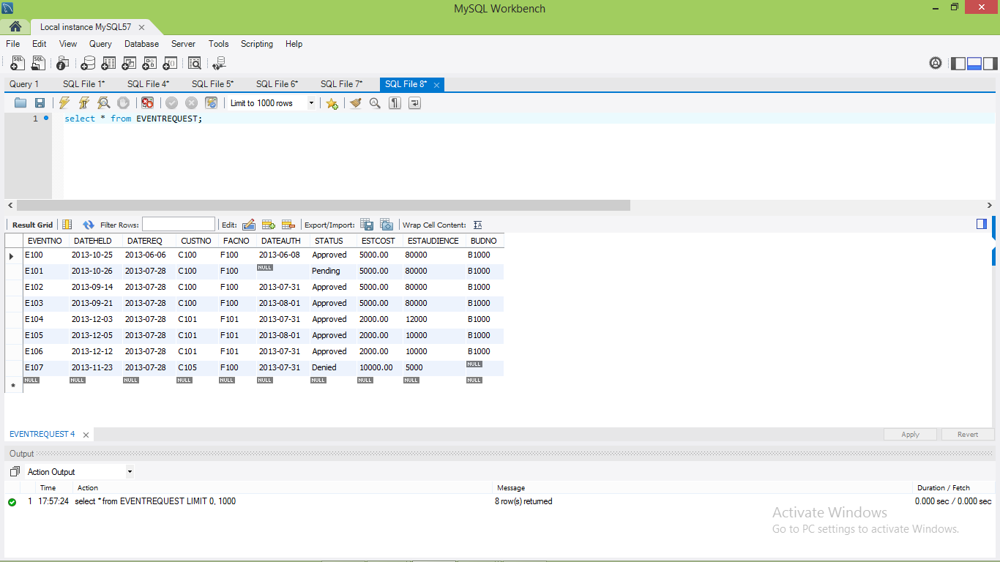 MySQL Workbench
Local instance MySQL57
File Edit View Query Database Server Tools Scripting Help
Query 1 SQL File 1* SQL File 4* SQL File 5* SQL File 6* SQL File 7* SQL File 8*
Limit to 1000 rows
1 select * from EVENTREQUEST;
Result Grid Filter Rows: Edit: Export/Import: Wrap Cell Content:
EVENTNO DATEHELD DATEREQ CUSTNO FACNO DATEAUTH STATUS ESTCOST ESTAUDIENCE BUDNO
E100 2013-10-25 2013-06-06 C100 F100 2013-06-08 Approved 5000.00 80000 B1000
E101 2013-10-26 2013-07-28 C100 F100 NULL Pending 5000.00 80000 B1000
E102 2013-09-14 2013-07-28 C100 F100 2013-07-31 Approved 5000.00 80000 B1000
E103 2013-09-21 2013-07-28 C100 F100 2013-08-01 Approved 5000.00 80000 B1000
E104 2013-12-03 2013-07-28 C101 F101 2013-07-31 Approved 2000.00 12000 B1000
E105 2013-12-05 2013-07-28 C101 F101 2013-08-01 Approved 2000.00 10000 B1000
E106 2013-12-12 2013-07-28 C101 F101 2013-07-31 Approved 2000.00 10000 B1000
E107 2013-11-23 2013-07-28 C105 F100 2013-07-31 Denied 10000.00 5000 NULL
* NULL NULL NULL NULL NULL NULL NULL NULL NULL NULL
EVENTREQUEST 4 Apply Revert
Output
Action Output
Time Action Message Duration / Fetch
1 17:57:24 select * from EVENTREQUEST LIMIT 0, 1000 8 row(s) returned 0.000 sec / 0.000 sec
Activate Windows
Go to PC settings to activate Windows.